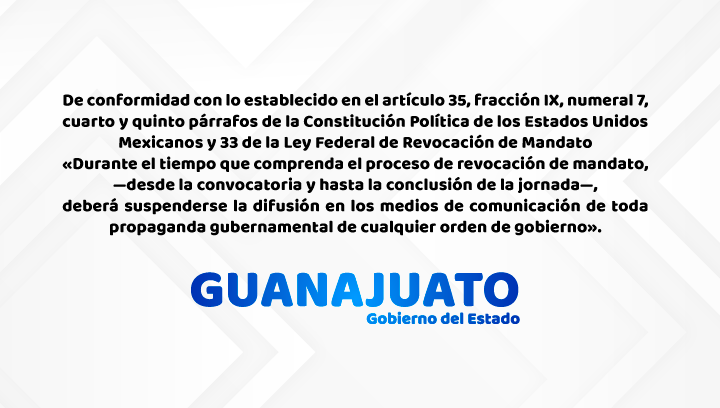 De conformidad con lo establecido en el artículo 35, fracción IX, numeral 7,
cuarto y quinto párrafos de la Constitución Política de los Estados Unidos
Mexicanos y 33 de la Ley Federal de Revocación de Mandato
«Durante el tiempo que comprenda el proceso de revocación de mandato,
—desde la convocatoria y hasta la conclusión de la jornada—,
deberá suspenderse la difusión en los medios de comunicación de toda
propaganda gubernamental de cualquier orden de gobierno».
GUANAJUATO
Gobierno del Estado